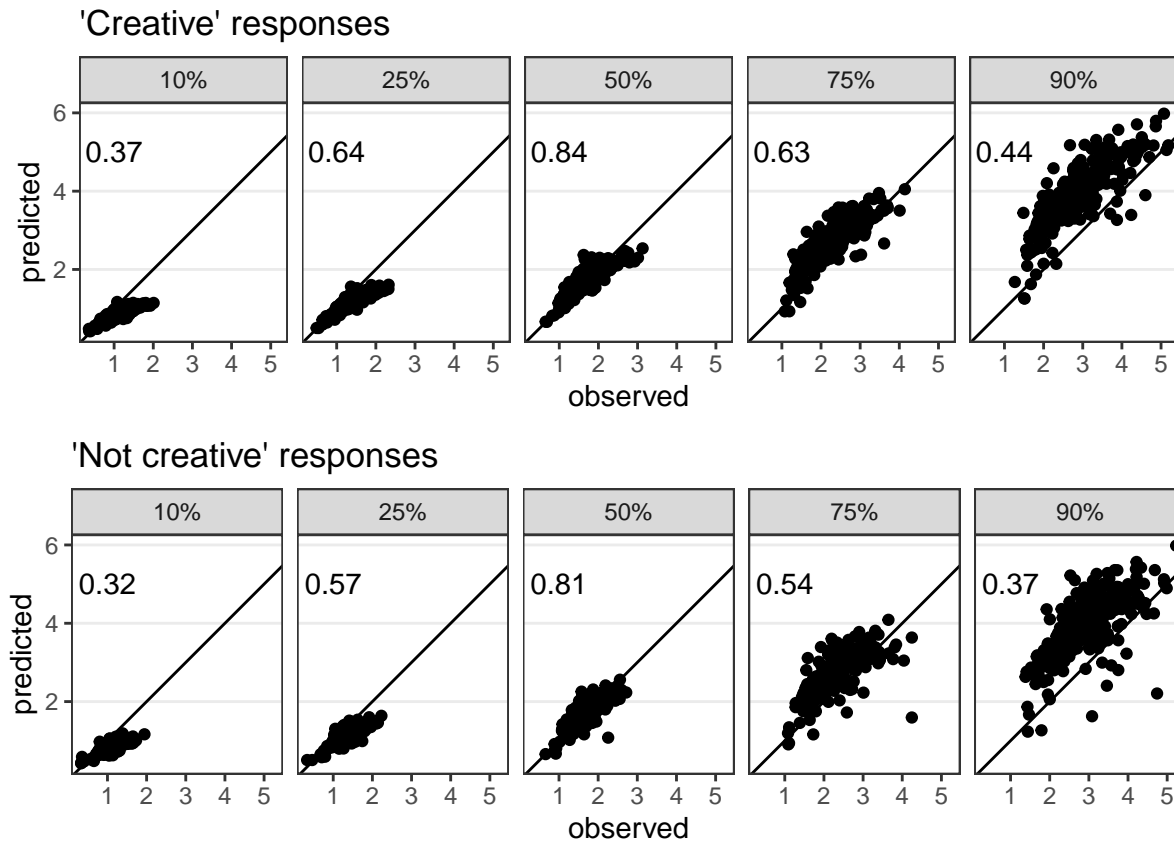 'Creative' responses
10% 25% 50% 75% 90%
6
0.37 0.64 0.84 0.63 0.44
4
predicted
2
1 2 3 4 5 1 2 3 4 5 1 2 3 4 5 1 2 3 4 5 1 2 3 4 5
observed
'Not creative' responses
10% 25% 50% 75% 90%
6
0.32 0.57 0.81 0.54 0.37
4
predicted
2
1 2 3 4 5 1 2 3 4 5 1 2 3 4 5 1 2 3 4 5 1 2 3 4 5
observed